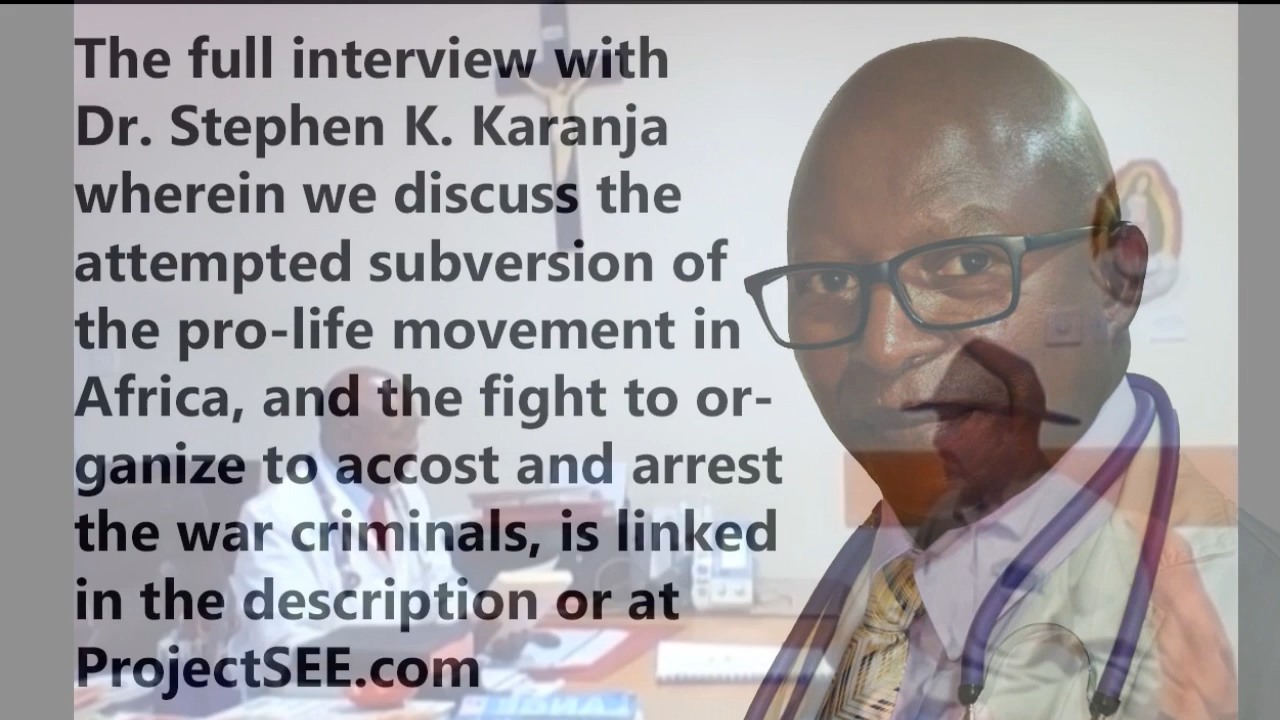 The full interview with
Dr. Stephen K. Karanja
wherein we discuss the
attempted subversion of
the pro-life movement in
Africa, and the fight to or-
ganize to accost and arrest
the war criminals, is linked
in the description or at
ProjectSEE.com